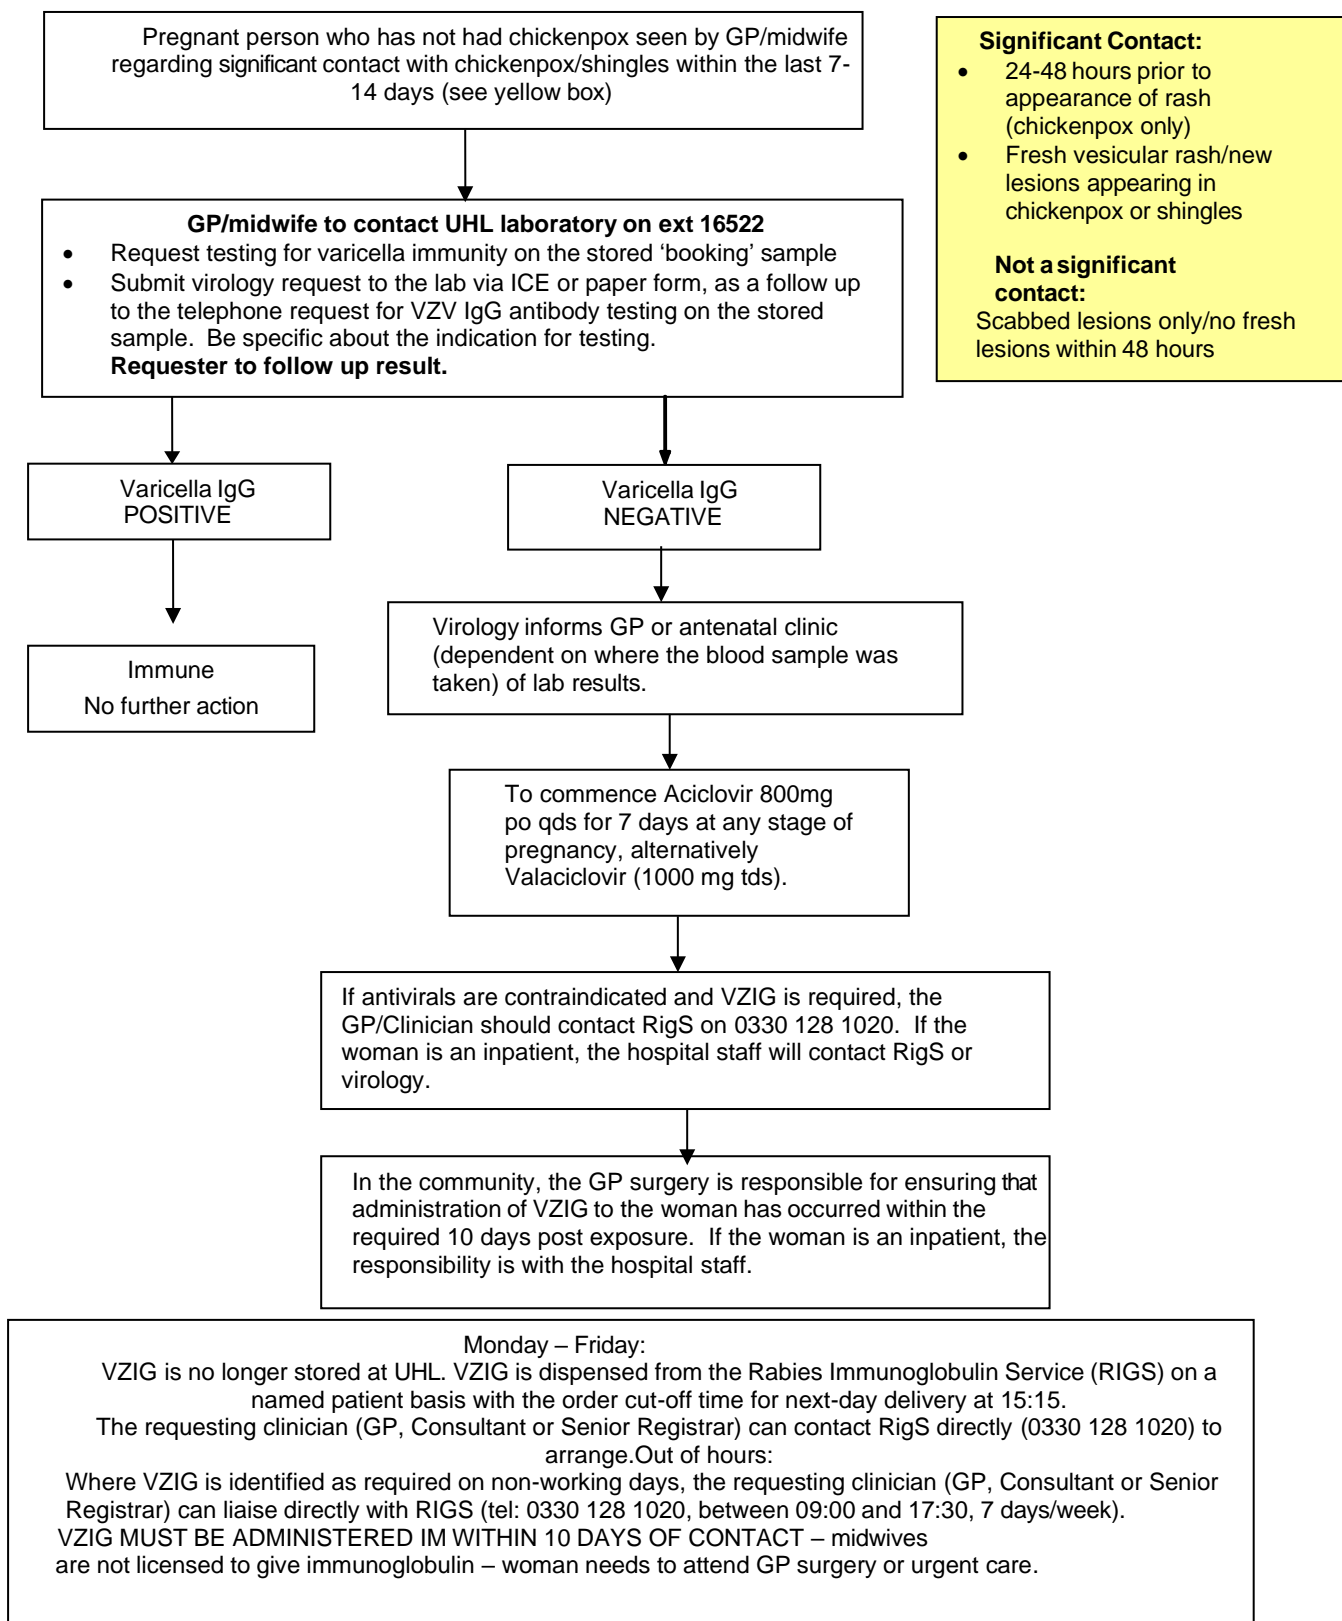 Pregnant person who has not had chickenpox seen by GP/midwife
regarding significant contact with chickenpox/shingles within the last 7-
14 days (see yellow box)
Significant Contact:
• 24-48 hours prior to
appearance of rash
(chickenpox only)
• Fresh vesicular rash/new
lesions appearing in
chickenpox or shingles
Not a significant
contact:
Scabbed lesions only/no fresh
lesions within 48 hours
GP/midwife to contact UHL laboratory on ext 16522
• Request testing for varicella immunity on the stored ‘booking’ sample
• Submit virology request to the lab via ICE or paper form, as a follow up
to the telephone request for VZV IgG antibody testing on the stored
sample. Be specific about the indication for testing.
Requester to follow up result.
Varicella IgG
POSITIVE
Varicella IgG
NEGATIVE
Immune
No further action
Virology informs GP or antenatal clinic
(dependent on where the blood sample was
taken) of lab results.
To commence Aciclovir 800mg
po qds for 7 days at any stage of
pregnancy, alternatively
Valaciclovir (1000 mg tds).
If antivirals are contraindicated and VZIG is required, the
GP/Clinician should contact RigS on 0330 128 1020. If the
woman is an inpatient, the hospital staff will contact RigS or
virology.
In the community, the GP surgery is responsible for ensuring that
administration of VZIG to the woman has occurred within the
required 10 days post exposure. If the woman is an inpatient, the
responsibility is with the hospital staff.
Monday – Friday:
VZIG is no longer stored at UHL. VZIG is dispensed from the Rabies Immunoglobulin Service (RIGS) on a
named patient basis with the order cut-off time for next-day delivery at 15:15.
The requesting clinician (GP, Consultant or Senior Registrar) can contact RigS directly (0330 128 1020) to
arrange.Out of hours:
Where VZIG is identified as required on non-working days, the requesting clinician (GP, Consultant or Senior
Registrar) can liaise directly with RIGS (tel: 0330 128 1020, between 09:00 and 17:30, 7 days/week).
VZIG MUST BE ADMINISTERED IM WITHIN 10 DAYS OF CONTACT – midwives
are not licensed to give immunoglobulin – woman needs to attend GP surgery or urgent care.